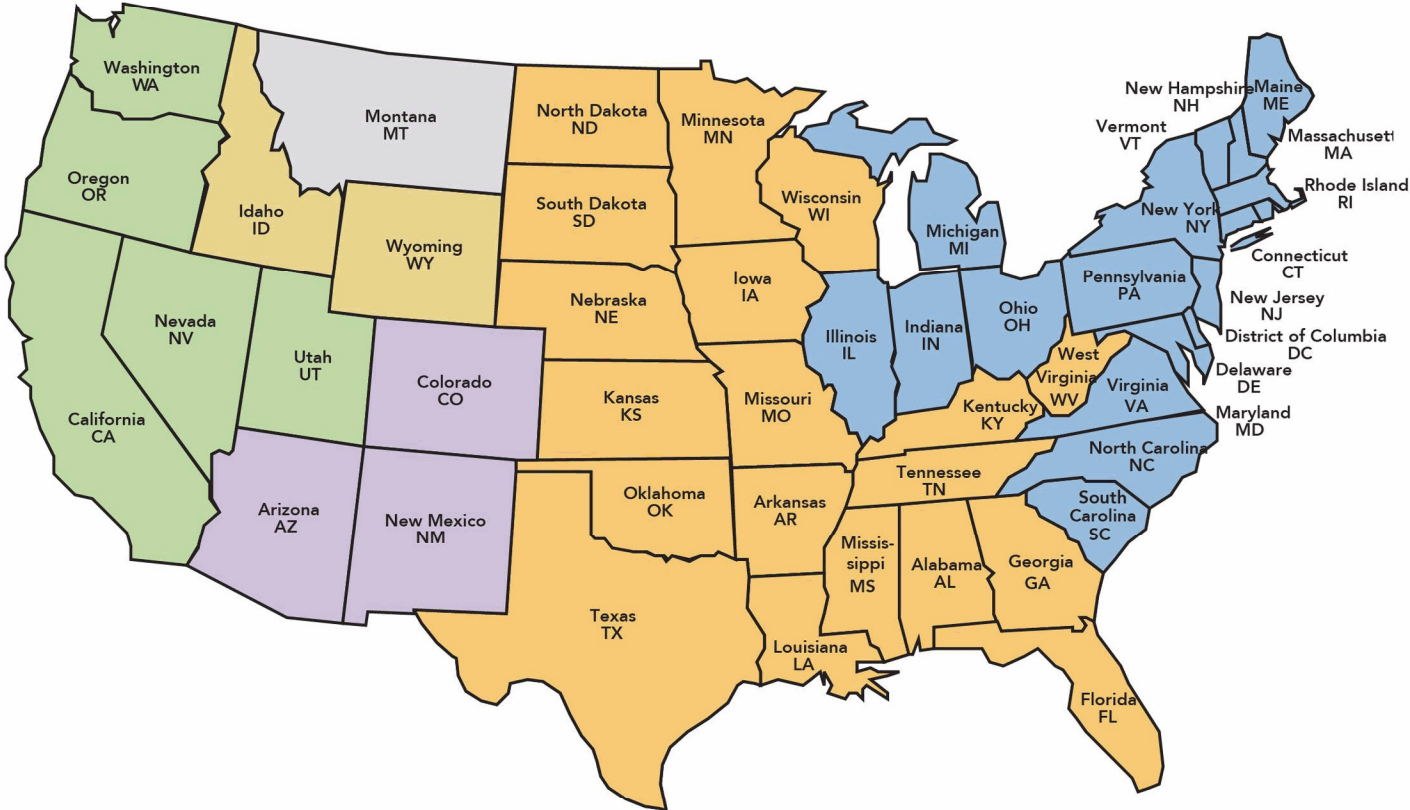 Washington
WA
Oregon
OR
California
CA
Nevada
NV
Idaho
ID
Montana
MT
Wyoming
WY
Utah
UT
Colorado
CO
Arizona
AZ
New Mexico
NM
North Dakota
ND
South Dakota
SD
Nebraska
NE
Kansas
KS
Oklahoma
OK
Texas
TX
Minnesota
MN
Iowa
IA
Missouri
MO
Arkansas
AR
Louisiana
LA
Wisconsin
WI
Illinois
IL
Michigan
MI
Indiana
IN
Ohio
OH
Kentucky
KY
Tennessee
TN
Missis-
sippi
MS
Alabama
AL
Georgia
GA
Florida
FL
South
Carolina
SC
North Carolina
NC
Virginia
VA
West
Virginia
WV
Pennsylvania
PA
New York
NY
Vermont
VT
New Hampshire
NH
Maine
ME
Massachusett
MA
Rhode Island
RI
Connecticut
CT
New Jersey
NJ
District of Columbia
DC
Delaware
DE
Maryland
MD